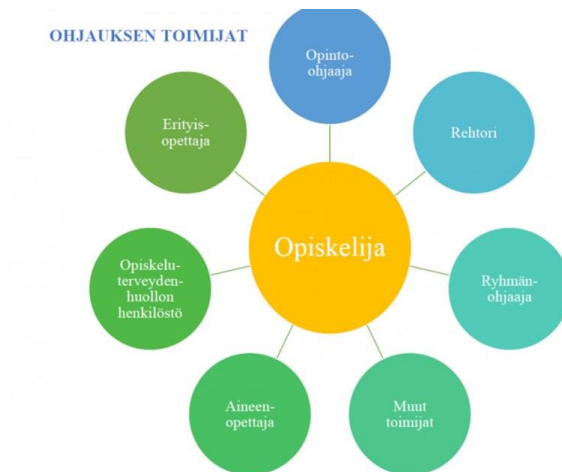 OHJAUKSEN TOIMIJAT
Opinto-
ohjaaja
Rehtori
Ryhmän-
ohjaaja
Muut
toimijat
Aineen-
opettaja
Opiskelu-
terveyden-
huollon
henkilöstö
Erityis-
opettaja
Opiskelija